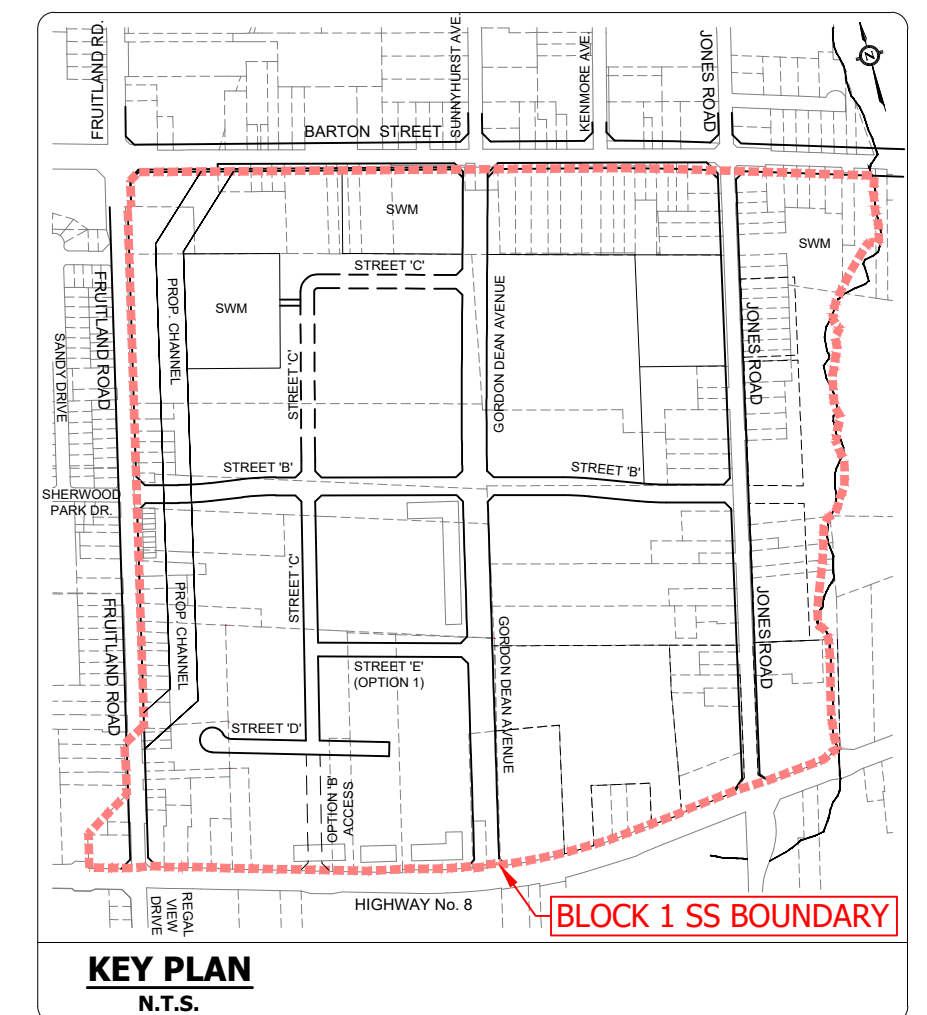 FRUITLAND RD.
SUNNYHURST AVE.
KENMORE AVE.
JONES ROAD
N
BARTON STREET
SWM
SWM
STREET 'C'
SWM
FRUITLAND ROAD
PROP. CHANNEL
SANDY DRIVE
STREET 'C'
GORDON DEAN AVENUE
JONES ROAD
STREET 'B'
STREET 'B'
SHERWOOD
PARK DR.
STREET 'C'
PROP. CHANNEL
FRUITLAND ROAD
GORDON DEAN AVENUE
JONES ROAD
STREET 'E'
(OPTION 1)
STREET 'D'
OPTION 'B'
ACCESS
REGAL
VIEW
DRIVE
HIGHWAY No. 8
BLOCK 1 SS BOUNDARY
KEY PLAN
N.T.S.